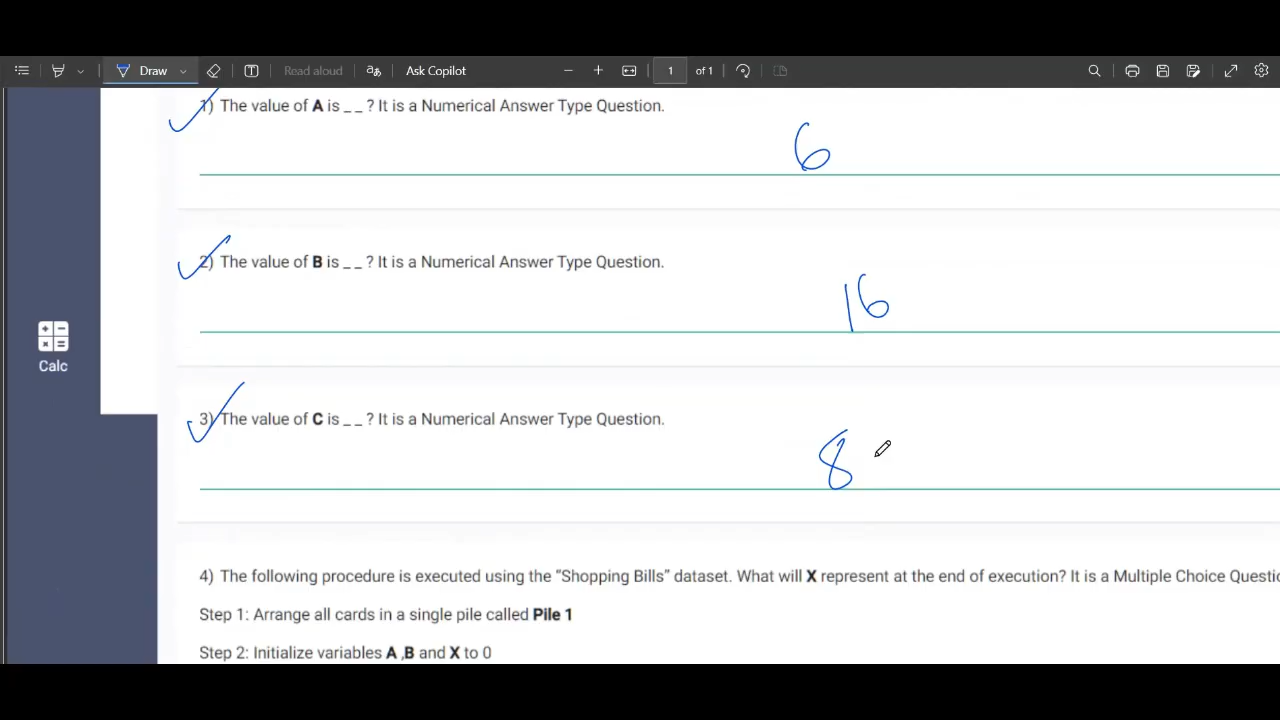 Draw
Read aloud
aあ
Ask Copilot
1
of 1
1) The value of A is _ _ ? It is a Numerical Answer Type Question.
6
2) The value of B is _ _ ? It is a Numerical Answer Type Question.
16
Calc
3) The value of C is _ _ ? It is a Numerical Answer Type Question.
8
4) The following procedure is executed using the “Shopping Bills” dataset. What will X represent at the end of execution? It is a Multiple Choice
Step 1: Arrange all cards in a single pile called Pile 1
Step 2: Initialize variables A ,B and X to 0